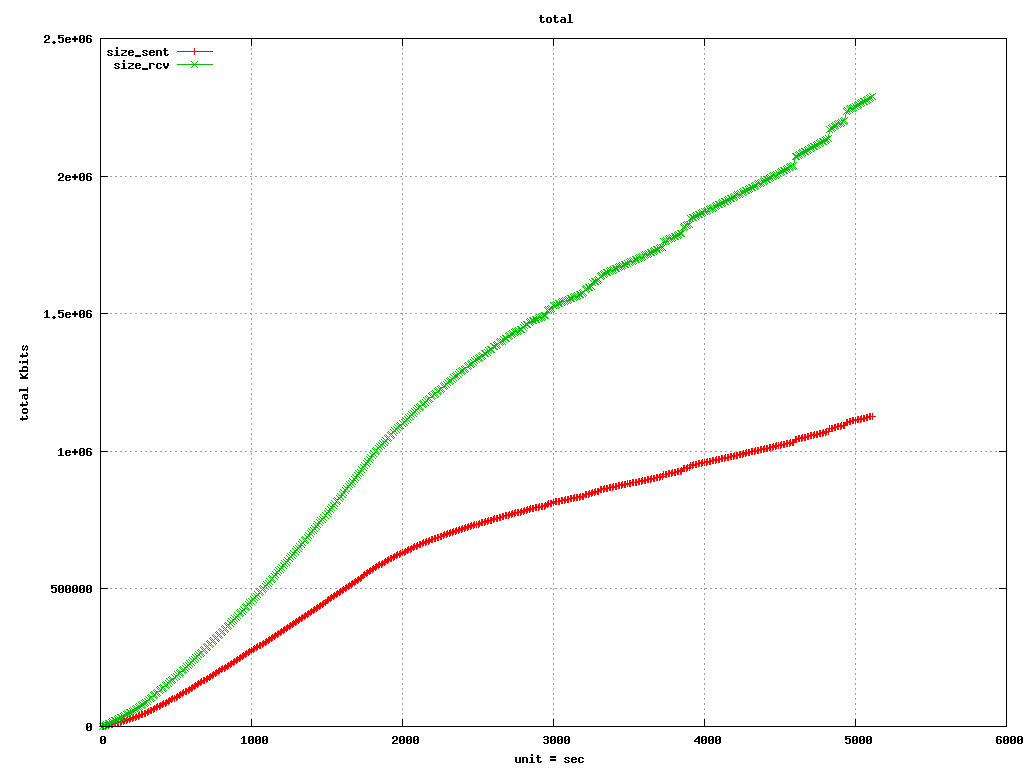 total
2.5e+06
size_sent
size_rcv
2e+06
1.5e+06
total Kbits
1e+06
500000
0
0 1000 2000 3000 4000 5000 6000
unit = sec